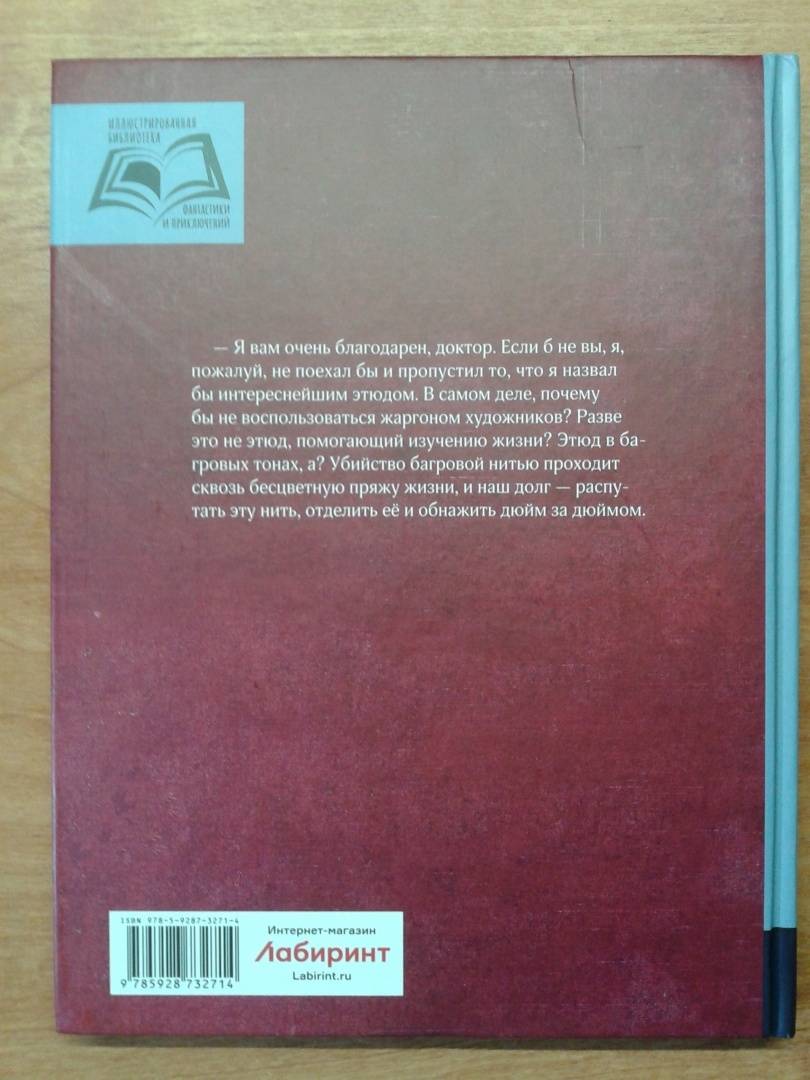 ИЛЛЮСТРИРОВАННАЯ
БИБЛИОТЕКА
ФАНТАСТИКИ
И ПРИКЛЮЧЕНИЙ
— Я вам очень благодарен, доктор. Если б не вы, я,
пожалуй, не поехал бы и пропустил то, что я назвал
бы интереснейшим этюдом. В самом деле, почему
бы не воспользоваться жаргоном художников? Разве
это не этюд, помогающий изучению жизни? Этюд в ба-
гровых тонах, а? Убийство багровой нитью проходит
сквозь бесцветную пряжу жизни, и наш долг — распу-
тать эту нить, отделить её и обнажить дюйм за дюймом.
ISBN 978-5-9287-3271-4
9 785928 732714
Интернет-магазин
Лабиринт
Labirint.ru